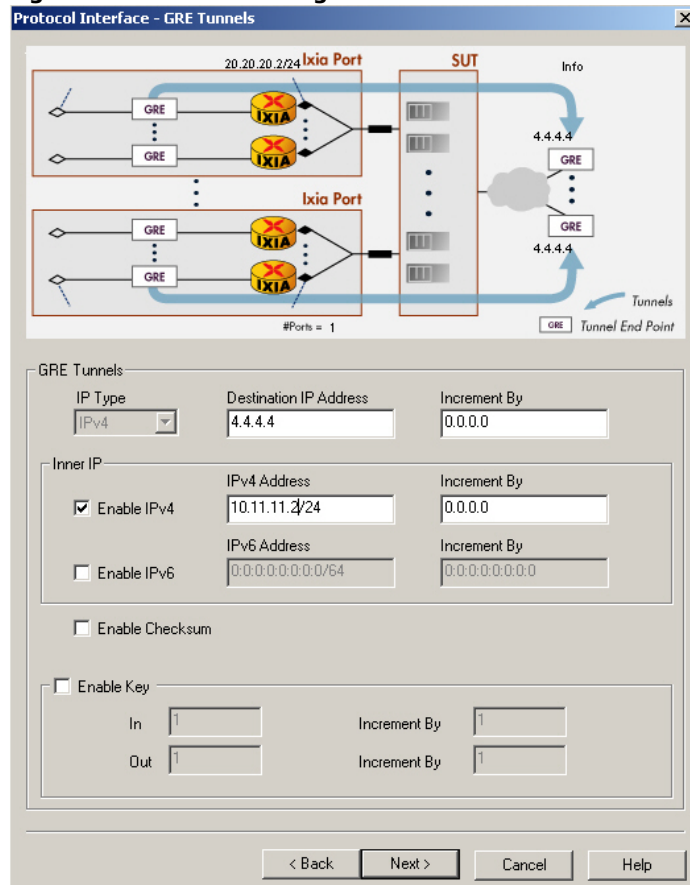 Protocol Interface - GRE Tunnels
20.20.20.2/24 Ixia Port SUT Info
GRE IXIA 4.4.4.4
GRE IXIA GRE
Ixia Port
GRE IXIA GRE
4.4.4.4
GRE IXIA
Tunnels
#Ports = 1 GRE Tunnel End Point
GRE Tunnels
IP Type Destination IP Address Increment By
IPv4 4.4.4.4 0.0.0.0
Inner IP
IPv4 Address Increment By
Enable IPv4 10.11.11.2/24 0.0.0.0
IPv6 Address Increment By
Enable IPv6 0:0:0:0:0:0:0:0/64 0:0:0:0:0:0:0:0
Enable Checksum
Enable Key
In 1 Increment By 1
Out 1 Increment By 1
< Back Next > Cancel Help